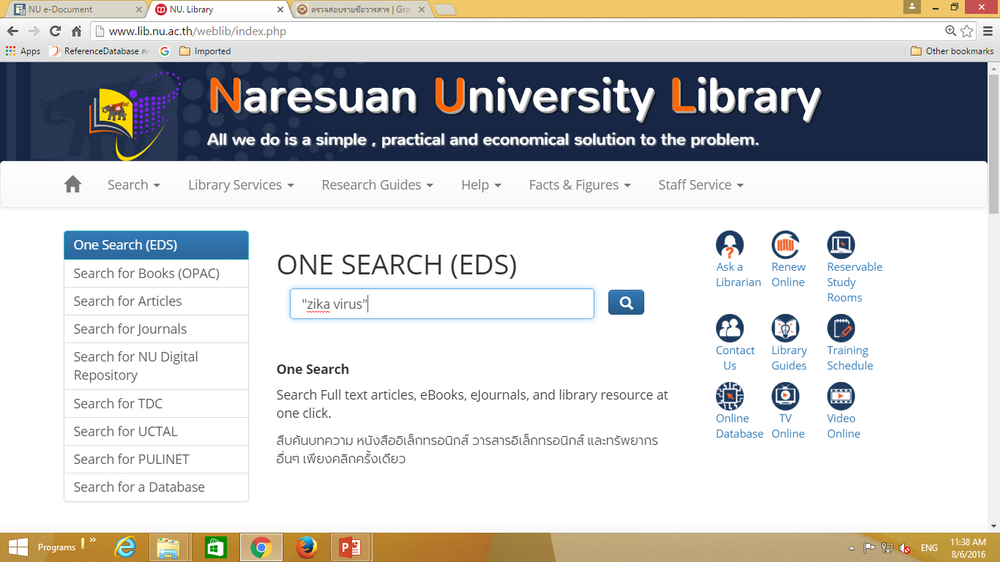 NU e-Document
NU. Library
ตรวจสอบรายชื่อวารสาร | Gra
www.lib.nu.ac.th/weblib/index.php
Apps
ReferenceDatabase
Imported
Other bookmarks
Naresuan University Library
All we do is a simple , practical and economical solution to the problem.
Search
Library Services
Research Guides
Help
Facts & Figures
Staff Service
One Search (EDS)
Search for Books (OPAC)
Search for Articles
Search for Journals
Search for NU Digital
Repository
Search for TDC
Search for UCTAL
Search for PULINET
Search for a Database
ONE SEARCH (EDS)
"zika virus"
One Search
Search Full text articles, eBooks, eJournals, and library resource at
one click.
สืบค้นบทความ หนังสืออิเล็กทรอนิกส์ วารสารอิเล็กทรอนิกส์ และทรัพยากร
อื่นๆ เพียงคลิกครั้งเดียว
Ask a
Librarian
Renew
Online
Reservable
Study
Rooms
Contact
Us
Library
Guides
Training
Schedule
Online
Database
TV
Online
Video
Online
Programs
ENG
11:38 AM
8/6/2016